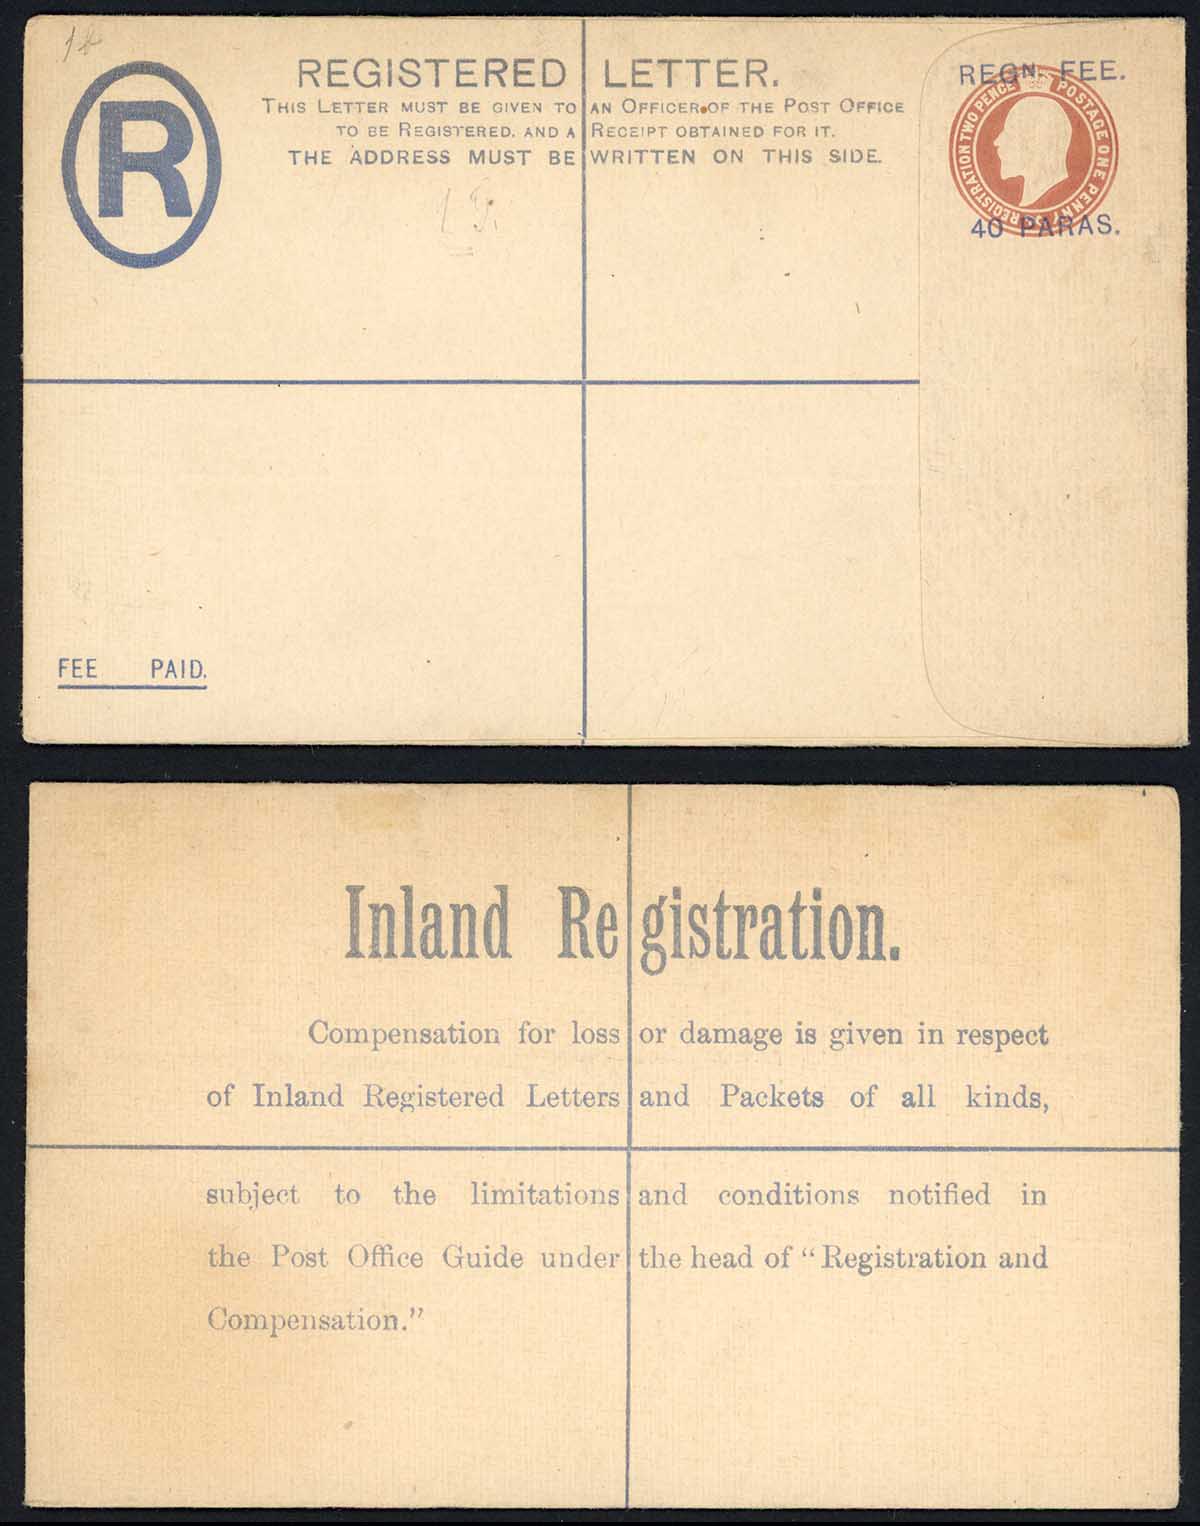 R
REGISTERED LETTER.
THIS LETTER MUST BE GIVEN TO AN OFFICER OF THE POST OFFICE
TO BE REGISTERED, AND A RECEIPT OBTAINED FOR IT.
THE ADDRESS MUST BE WRITTEN ON THIS SIDE.
REGN. FEE.
REGISTRATION TWO PENCE
POSTAGE ONE PENNY
40 PARAS.
FEE PAID.
Inland Registration.
Compensation for loss or damage is given in respect
of Inland Registered Letters and Packets of all kinds,
subject to the limitations and conditions notified in
the Post Office Guide under the head of “Registration and
Compensation.”